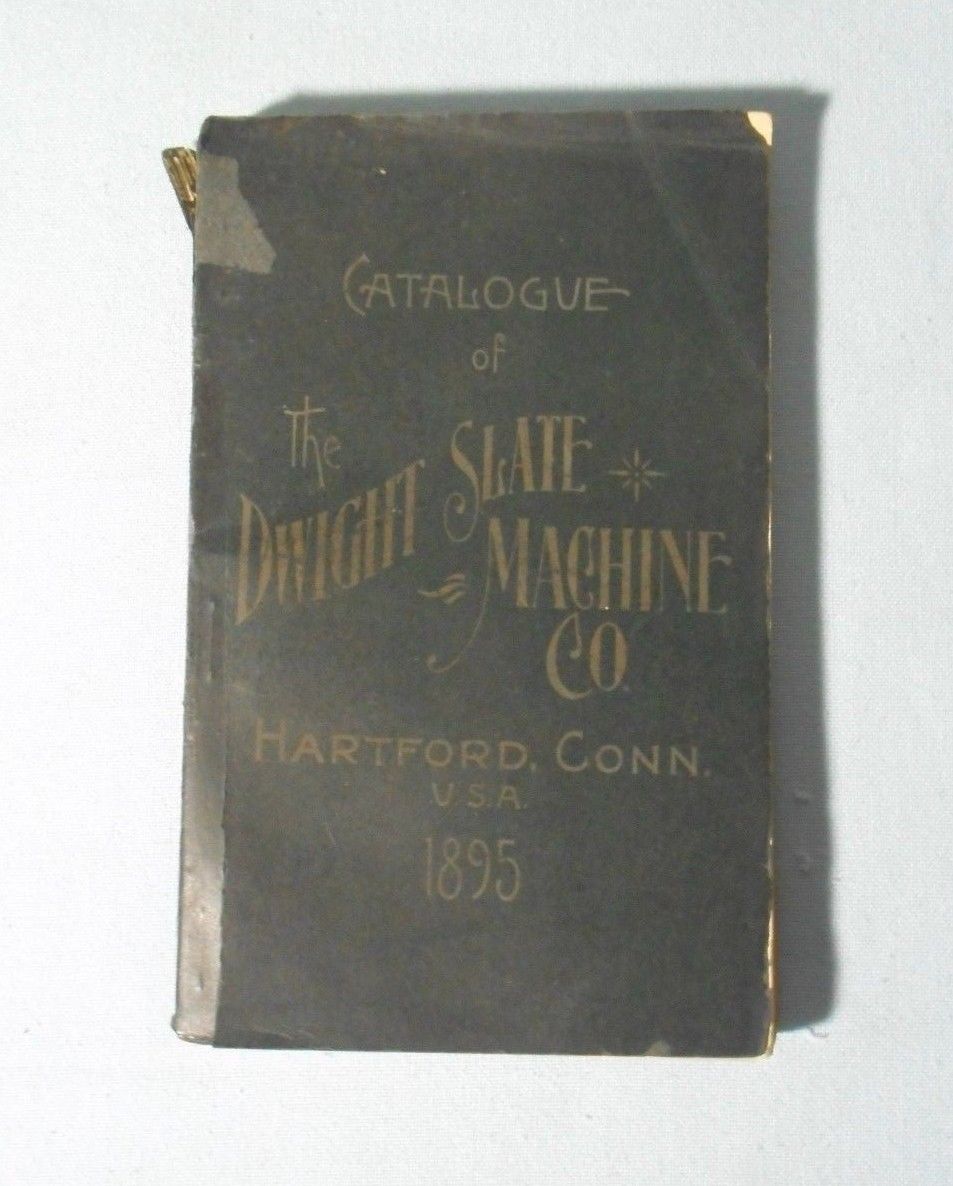 CATALOGUE
of
The
DWIGHT SLATE
MACHINE
CO.
HARTFORD, CONN.
U.S.A.
1895